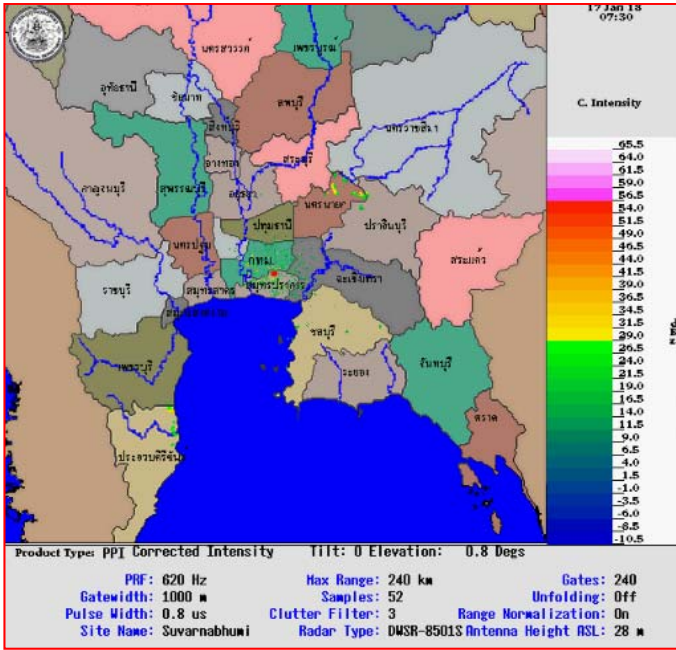 17 Jan 18
07:30
C. Intensity
นครสวรรค์
เพชรบูรณ์
อุทัยธานี
ชัยนาท
ลพบุรี
นครราชสีมา
สิงห์บุรี
อ่างทอง
สระบุรี
กาญจนบุรี
สุพรรณบุรี
อยุธยา
นครนายก
ปราจีนบุรี
ปทุมธานี
นครปฐม
กทม.
สระแก้ว
ราชบุรี
สมุทรสาคร
สมุทรปราการ
ฉะเชิงเทรา
ชลบุรี
เพชรบุรี
ระยอง
จันทบุรี
ตราด
ประจวบคีรีขันธ์
65.5
64.0
61.5
59.0
56.5
54.0
51.5
49.0
46.5
44.0
41.5
39.0
36.5
34.0
31.5
29.0
26.5
24.0
21.5
19.0
16.5
14.0
11.5
9.0
6.5
4.0
1.5
-1.0
-3.5
-6.0
-8.5
-10.5
Product Type: PPI Corrected Intensity Tilt: 0 Elevation: 0.8 Degs
PRF: 620 Hz Max Range: 240 km Gates: 240
Gatewidth: 1000 m Samples: 52 Unfolding: Off
Pulse Width: 0.8 us Clutter Filter: 3 Range Normalization: On
Site Name: Suvarnabhumi Radar Type: DWSR-8501S Antenna Height ASL: 28 m